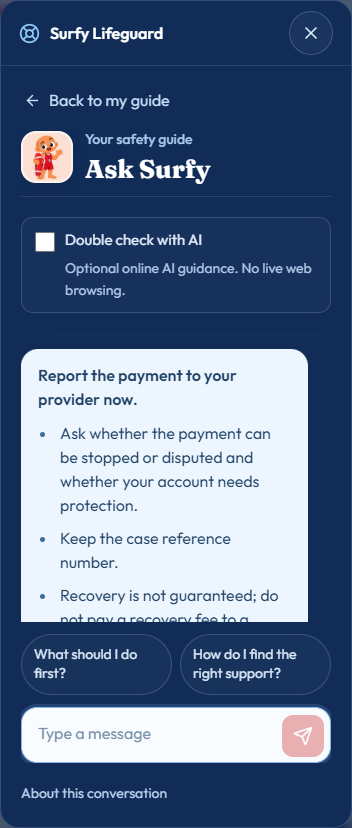 Surfy Lifeguard
Back to my guide
Your safety guide
Ask Surfy
Double check with AI
Optional online AI guidance. No live web
browsing.
Report the payment to your
provider now.
Ask whether the payment can
be stopped or disputed and
whether your account needs
protection.
Keep the case reference
number.
Recovery is not guaranteed; do
not pay a recovery fee to a
What should I do
first?
How do I find the
right support?
Type a message
About this conversation